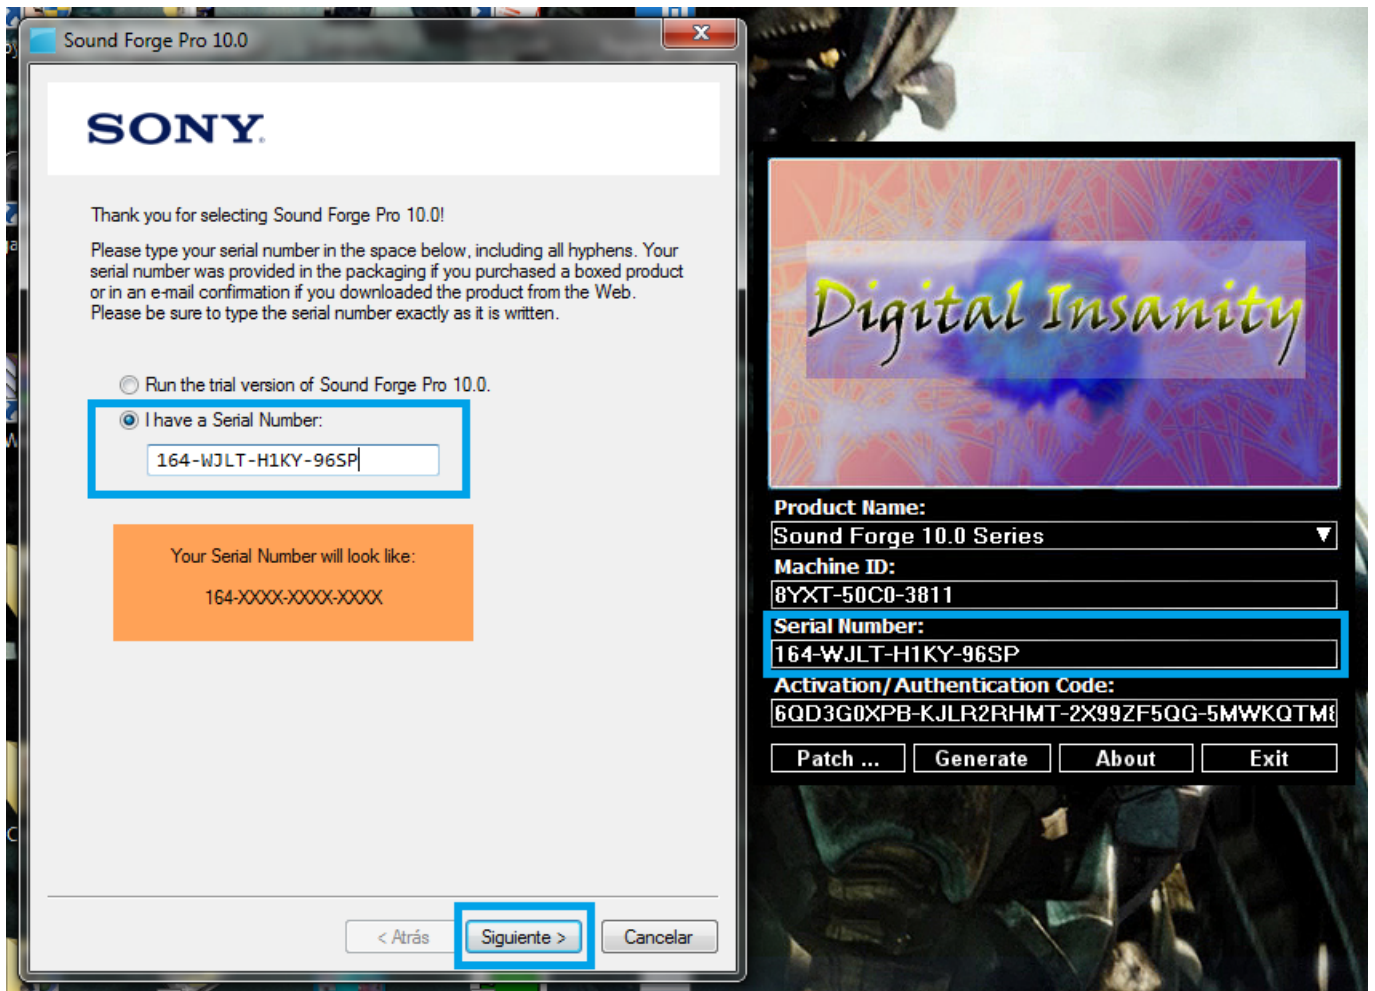 Sound Forge Pro 10.0
SONY
Thank you for selecting Sound Forge Pro 10.0!
Please type your serial number in the space below, including all hyphens. Your
serial number was provided in the packaging if you purchased a boxed product
or in an e-mail confirmation if you downloaded the product from the Web.
Please be sure to type the serial number exactly as it is written.
Run the trial version of Sound Forge Pro 10.0.
I have a Serial Number:
164-WJLT-H1KY-96SP
Your Serial Number will look like:
164-XXXX-XXXX-XXXX
< Atrás
Siguiente >
Cancelar
Digital Insanity
Product Name:
Sound Forge 10.0 Series
Machine ID:
8YXT-50C0-3811
Serial Number:
164-WJLT-H1KY-96SP
Activation/Authentication Code:
6QD3G0XPB-KJLR2RHMT-2X99ZF5QG-5MWKQTM
Patch ...
Generate
About
Exit